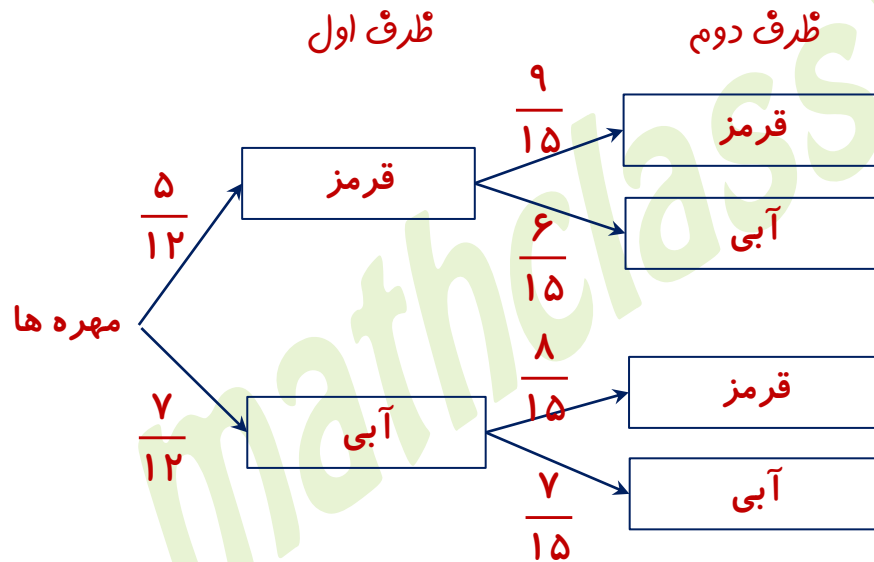 ظرف اول
ظرف دوم
۹
۱۵
قرمز
قرمز
۵
۱۲
۶
۱۵
آبی
مهره ها
۸
۱۵
قرمز
۷
۱۲
آبی
۷
۱۵
آبی
mathclass